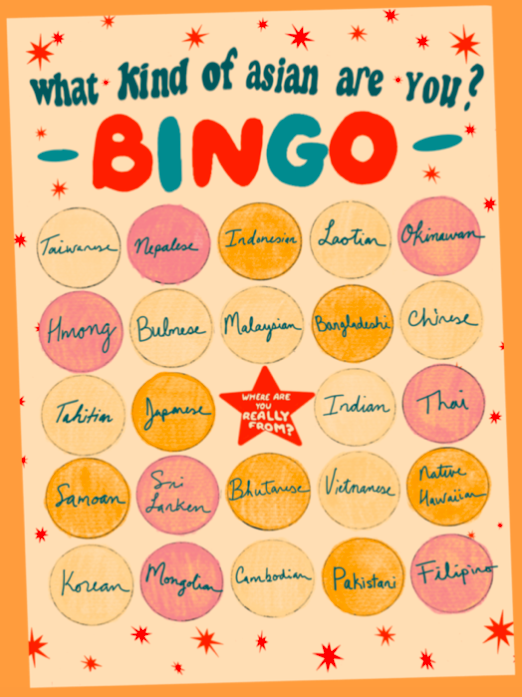 what kind of asian are you?
BINGO
Taiwanese Nepalese Indonesian Laotian Okinawan
Hmong Bulmese Malaysian Bangladeshi Chinese
Tahitian Japanese WHERE ARE YOU REALLY FROM? Indian Thai
Samoan Sri Lanken Bhutanese Vietnamese Native Hawaiian
Korean Mongolian Cambodian Pakistani Filipino